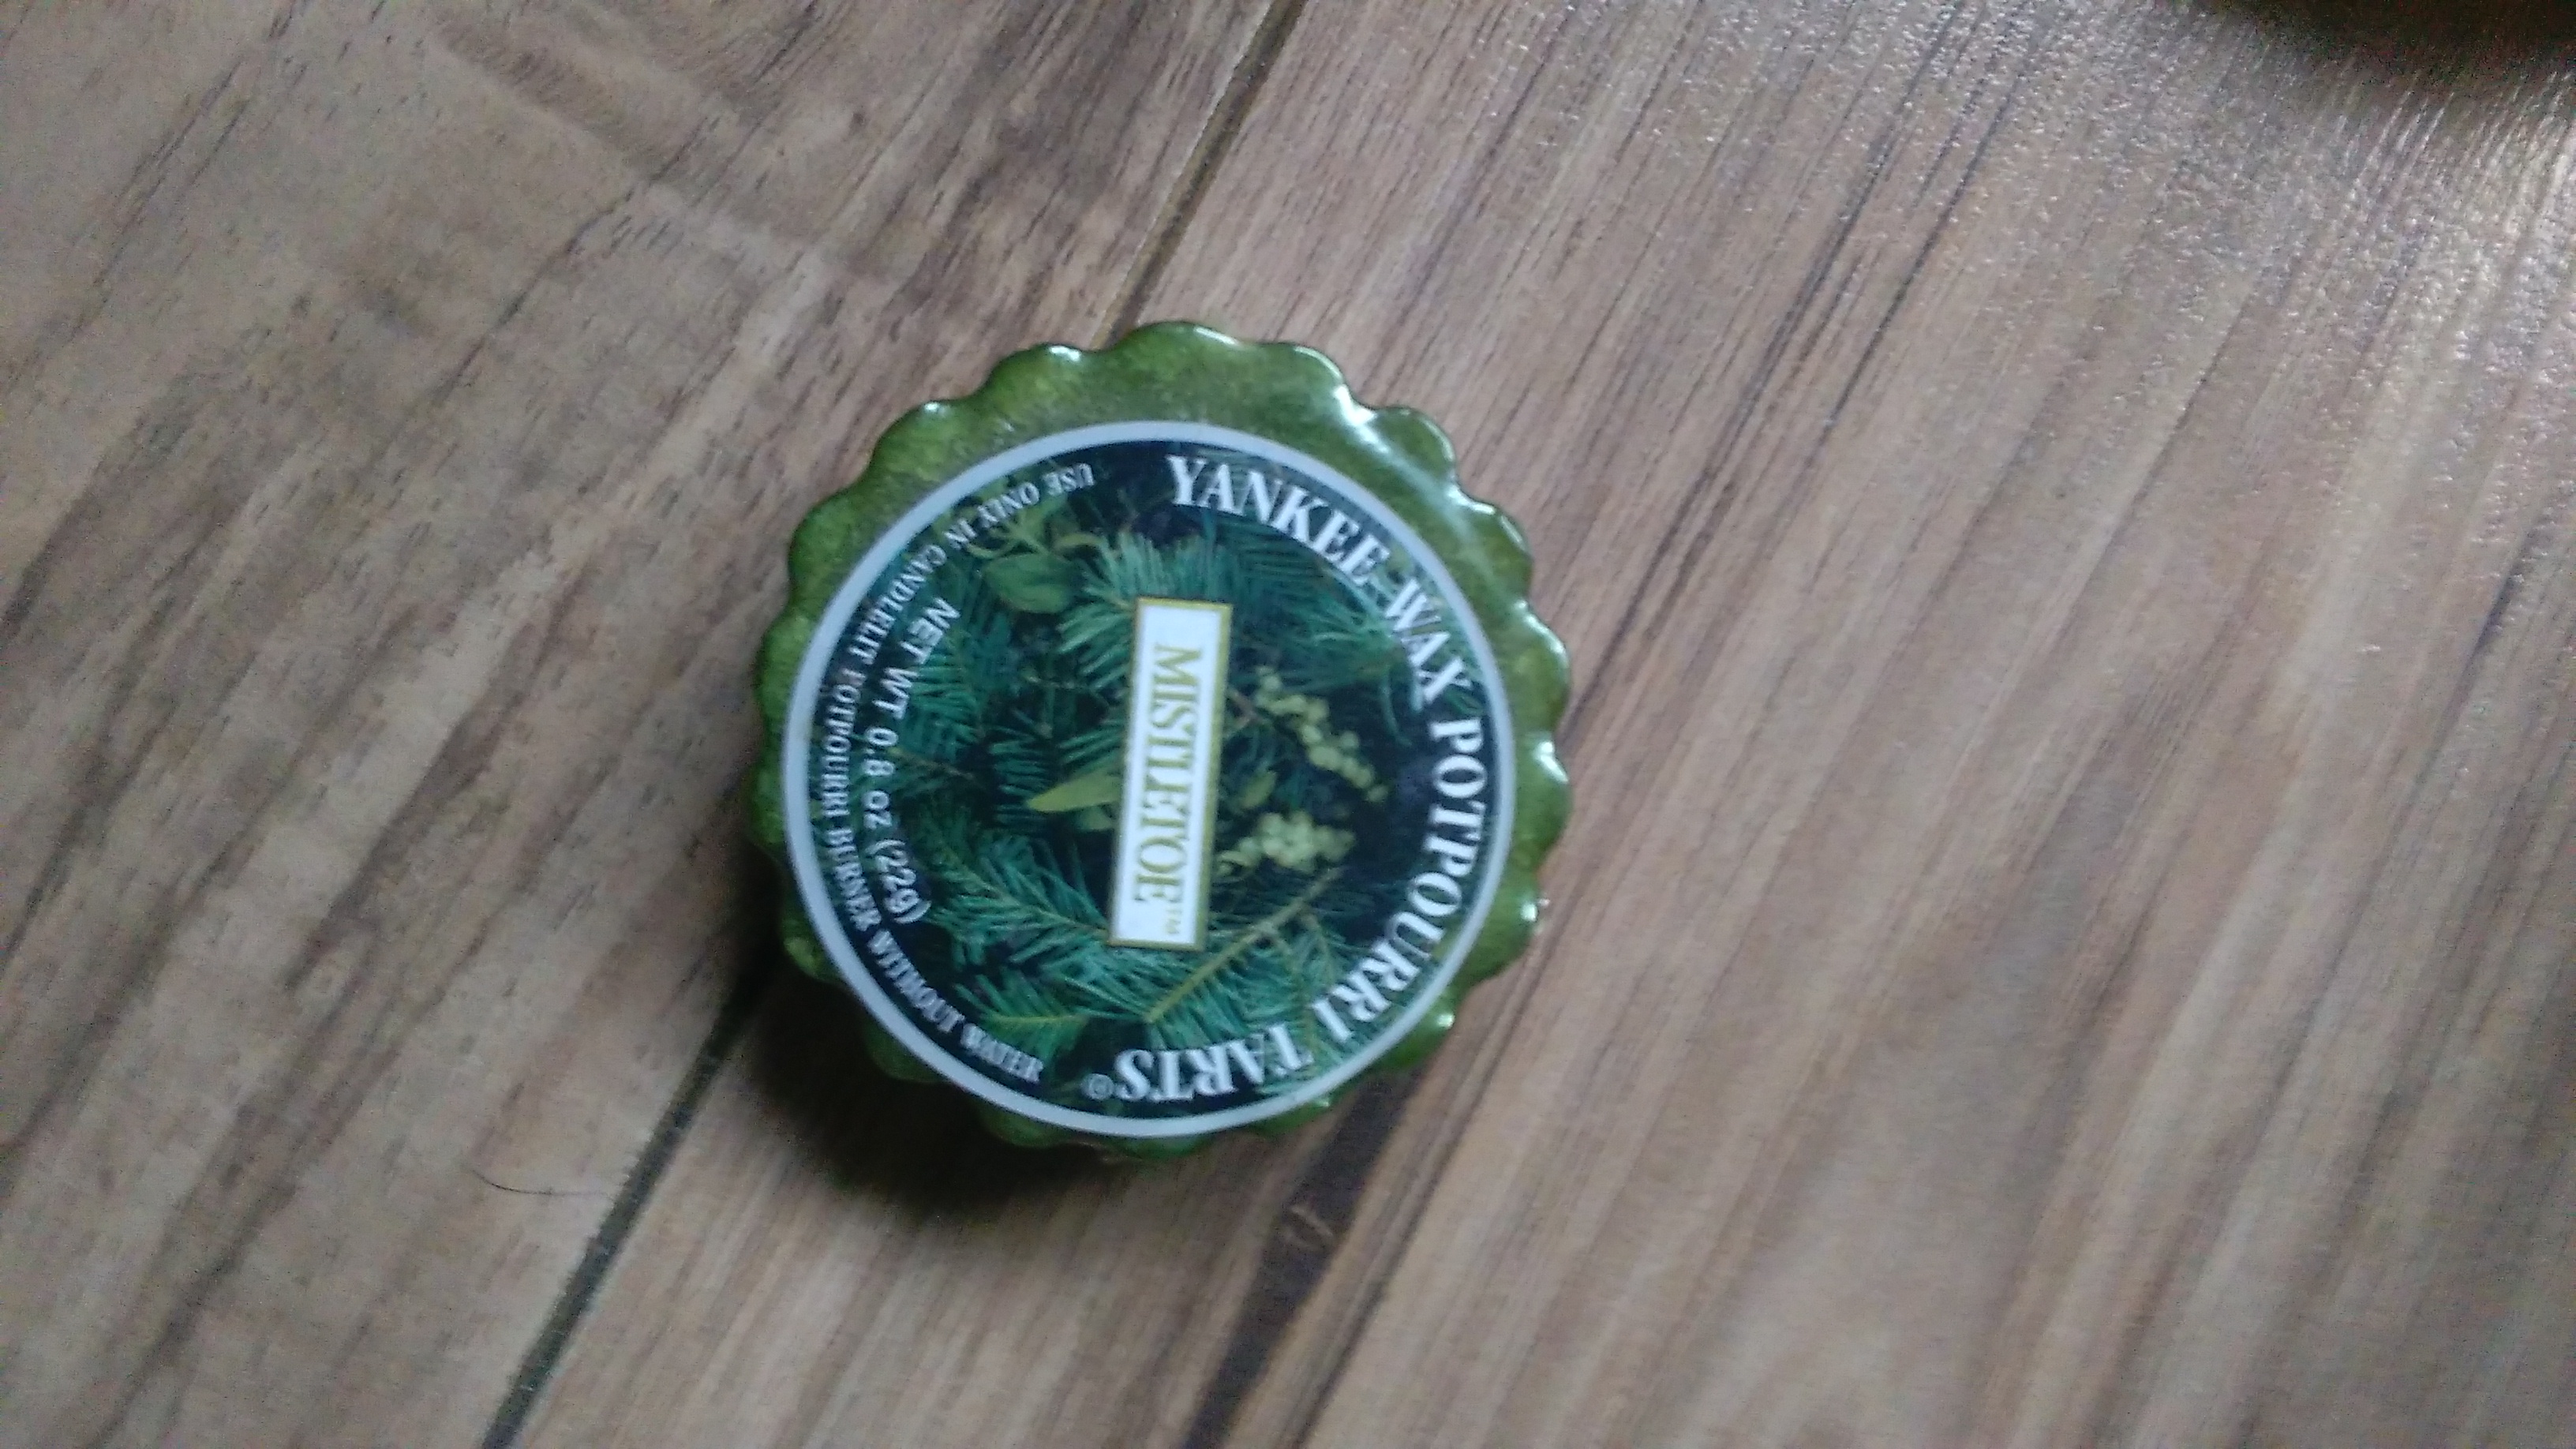 YANKEE WAX POTPOURRI TARTS®
MISTLETOE™
NET WT 0.8 oz (22g)
USE ONLY IN CANDLELIT POTPOURRI BURNER WITHOUT WATER